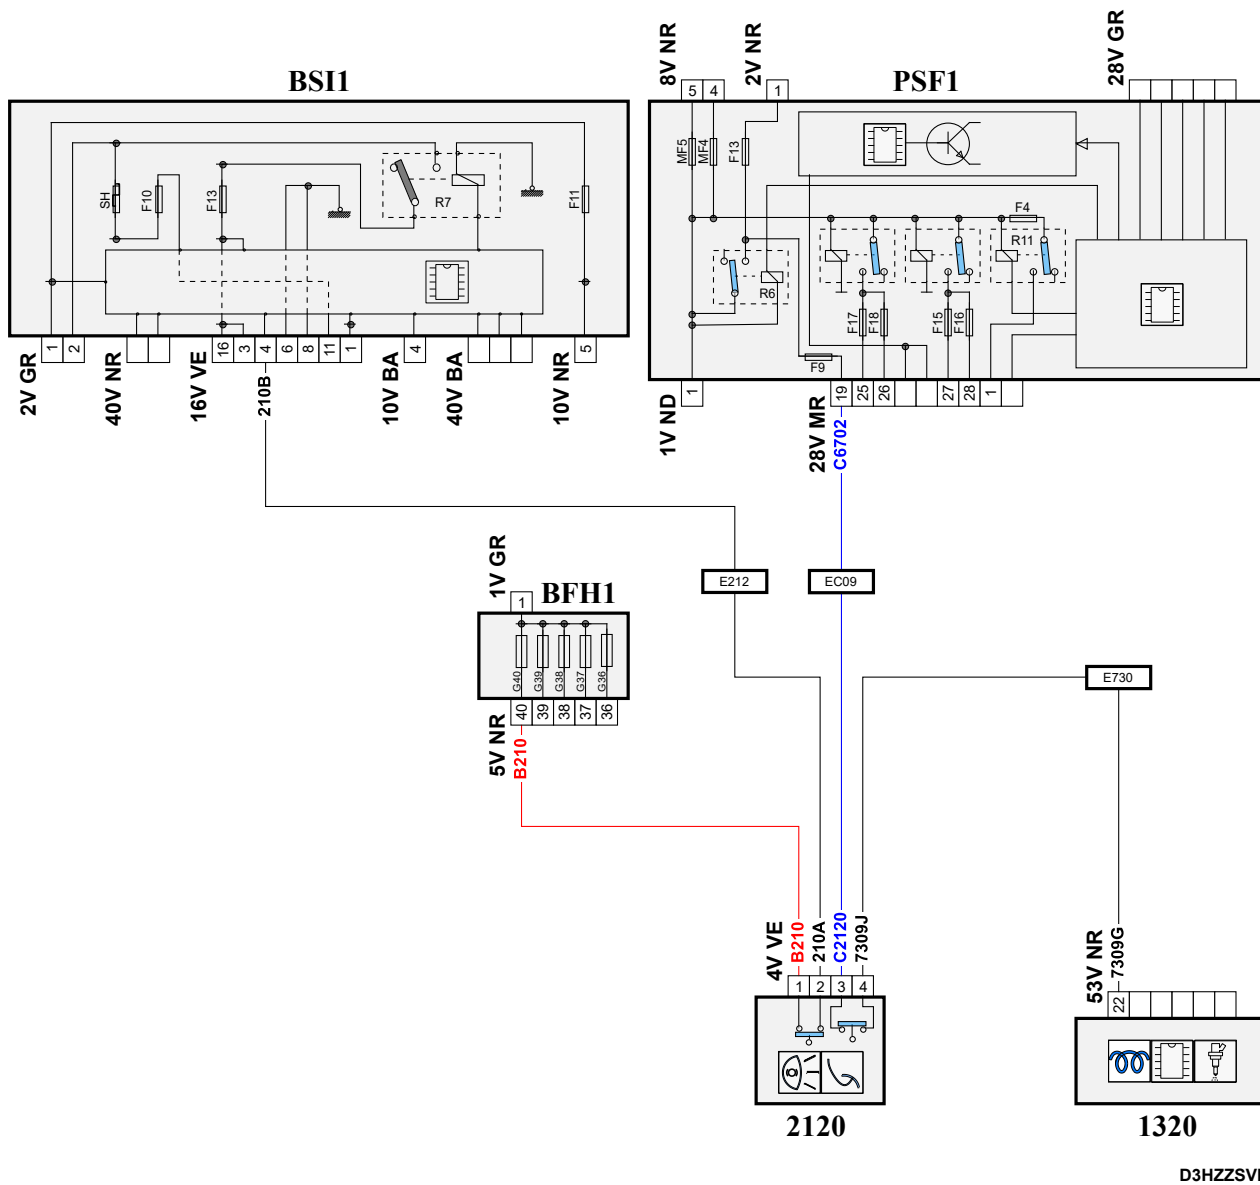 BSI1
PSF1
8V NR
2V NR
28V GR
5 4 1
SH
F10
F13
R7
F11
MF5
MF4
F13
F4
R11
R6
F17
F18
F15
F16
F9
1 2
16 3 4 6 8 11 1
4
5
2V GR
40V NR
16V VE
210B
10V BA
40V BA
10V NR
1
19 25 26 27 28 1
1V ND
28V MR
C6702
1V GR
1
BFH1
E212
EC09
G40
G39
G38
G37
G36
40 39 38 37 36
5V NR
B210
E730
4V VE
B210
210A
C2120
7309J
1 2 3 4
53V NR
7309G
22
2120
1320